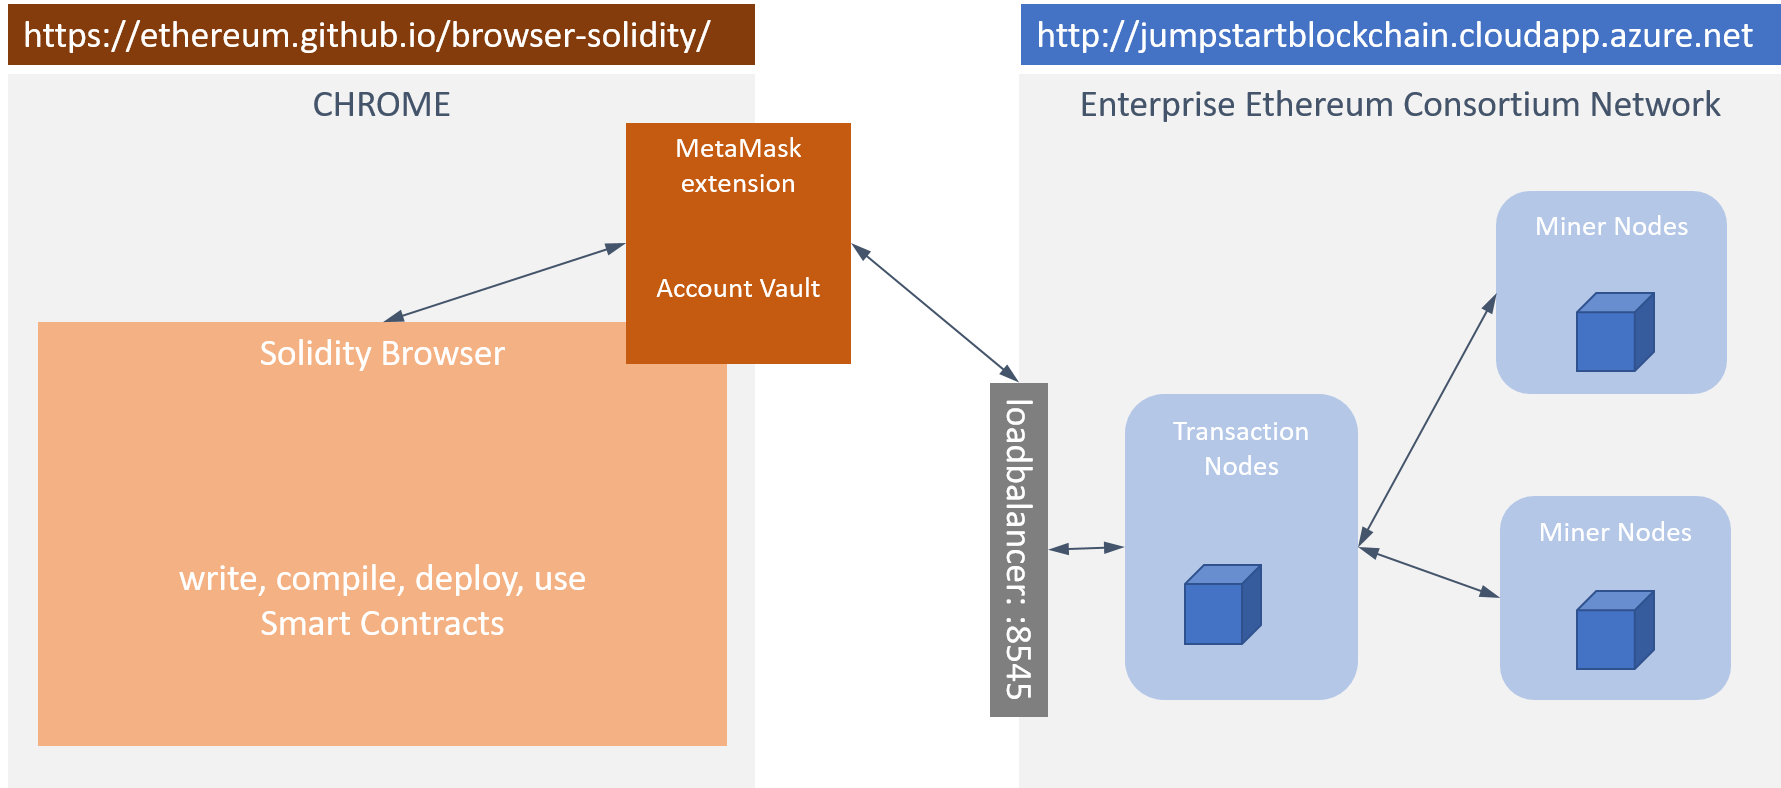 https://ethereum.github.io/browser-solidity/
http://jumpstartblockchain.cloudapp.azure.net
CHROME
MetaMask
extension
Account Vault
Solidity Browser
write, compile, deploy, use
Smart Contracts
Enterprise Ethereum Consortium Network
loadbalancer: :8545
Transaction
Nodes
Miner Nodes
Miner Nodes